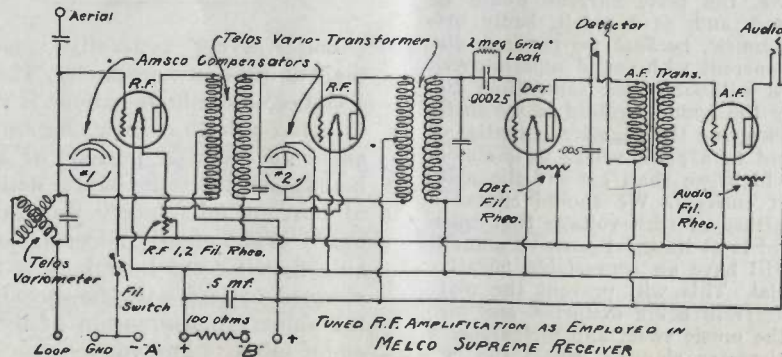 Aerial
Amsco Compensators
Telos Vario-Transformer
R.F.
R.F.
2 meg Grid
Leak
.00025
DET.
Detector
A.F. Trans.
A.F.
Audio
#1
#2
.005
Det.
Fil.
Rheo.
Audio
Fil.
Rheo.
R.F 1,2 Fil. Rheo.
Telos
Variometer
Fil.
Switch
.5 mf.
100 ohms
Loop
GND
- "A"
+
"B"
+
TUNED R.F. AMPLIFICATION AS EMPLOYED IN
MELCO SUPREME RECEIVER